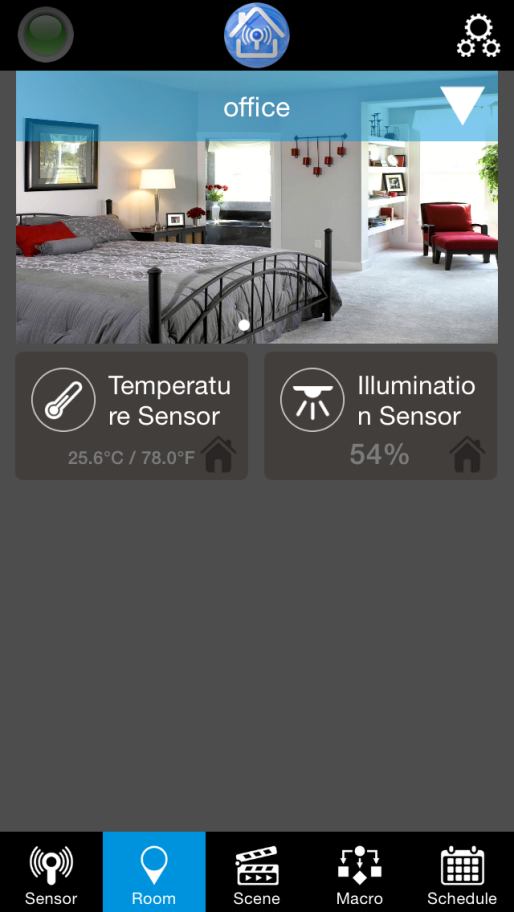 office
Temperatu
re Sensor
25.6°C / 78.0°F
Illuminatio
n Sensor
54%
Sensor
Room
Scene
Macro
Schedule